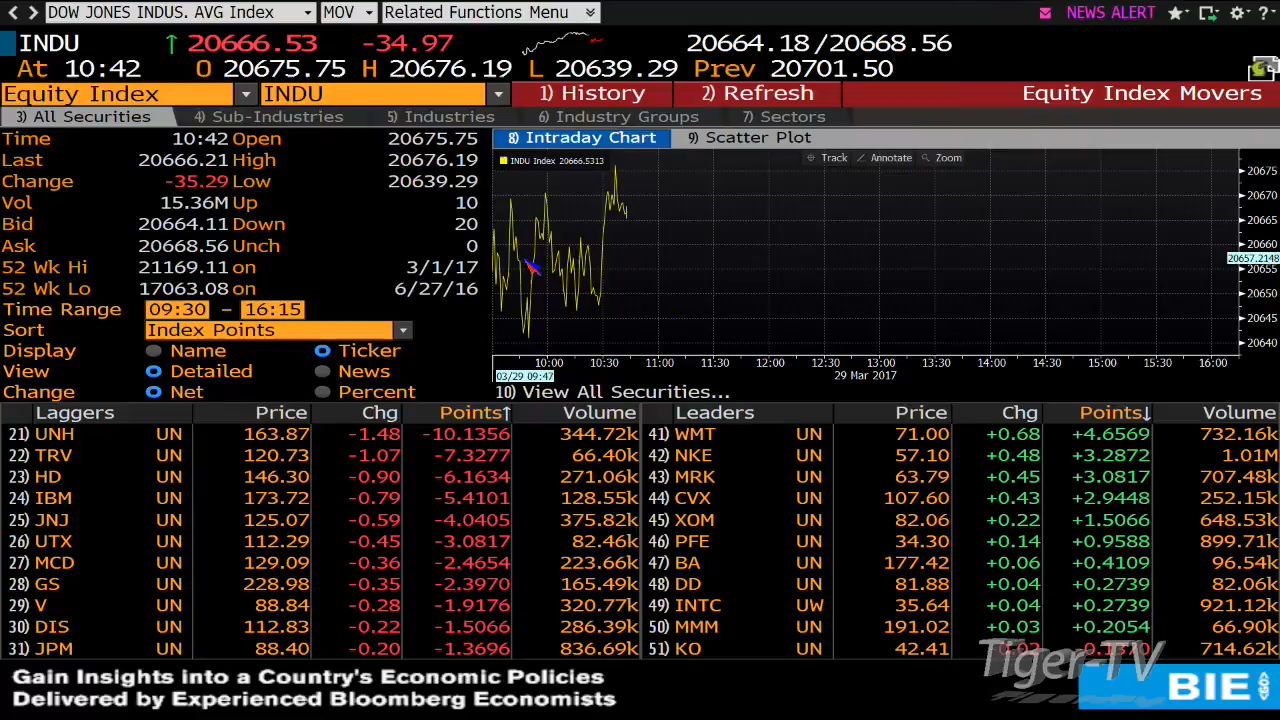 DOW JONES INDUS. AVG Index MOV Related Functions Menu NEWS ALERT ?
INDU 20666.53 -34.97 20664.18/20668.56
At 10:42 O 20675.75 H 20676.19 L 20639.29 Prev 20701.50
Equity Index INDU 1) History 2) Refresh Equity Index Movers
3) All Securities 4) Sub-Industries 5) Industries 6) Industry Groups 7) Sectors
Time 10:42 Open 20675.75
Last 20666.21 High 20676.19
Change -35.29 Low 20639.29
Vol 15.36M Up 10
Bid 20664.11 Down 20
Ask 20668.56 Unch 0
52 Wk Hi 21169.11 on 3/1/17
52 Wk Lo 17063.08 on 6/27/16
Time Range 09:30 - 16:15
Sort Index Points
Display Name Ticker
View Detailed News
Change Net Percent
8) Intraday Chart 9) Scatter Plot
INDU Index 20666.5313 Track Annotate Zoom
20675
20670
20665
20660
20657.2148
20655
20650
20645
20640
10:00 10:30 11:00 11:30 12:00 12:30 13:00 13:30 14:00 14:30 15:00 15:30 16:00
03/29 09:47 29 Mar 2017
10) View All Securities...
Laggers Price Chg Points↑ Volume Leaders Price Chg Points↓ Volume
21) UNH UN 163.87 -1.48 -10.1356 344.72k 41) WMT UN 71.00 +0.68 +4.6569 732.16k
22) TRV UN 120.73 -1.07 -7.3277 66.40k 42) NKE UN 57.10 +0.48 +3.2872 1.01M
23) HD UN 146.30 -0.90 -6.1634 271.06k 43) MRK UN 63.79 +0.45 +3.0817 707.48k
24) IBM UN 173.72 -0.79 -5.4101 128.55k 44) CVX UN 107.60 +0.43 +2.9448 252.15k
25) JNJ UN 125.07 -0.59 -4.0405 375.82k 45) XOM UN 82.06 +0.22 +1.5066 648.53k
26) UTX UN 112.29 -0.45 -3.0817 82.46k 46) PFE UN 34.30 +0.14 +0.9588 899.71k
27) MCD UN 129.09 -0.36 -2.4654 223.66k 47) BA UN 177.42 +0.06 +0.4109 96.54k
28) GS UN 228.98 -0.35 -2.3970 165.49k 48) DD UN 81.88 +0.04 +0.2739 82.06k
29) V UN 88.84 -0.28 -1.9176 320.77k 49) INTC UW 35.64 +0.04 +0.2739 921.12k
30) DIS UN 112.83 -0.22 -1.5066 286.39k 50) MMM UN 191.02 +0.03 +0.2054 66.90k
31) JPM UN 88.40 -0.20 -1.3696 836.69k 51) KO UN 42.41 -0.02 -0.1370 714.62k
Tiger-TV
Gain Insights into a Country's Economic Policies
Delivered by Experienced Bloomberg Economists
BIE